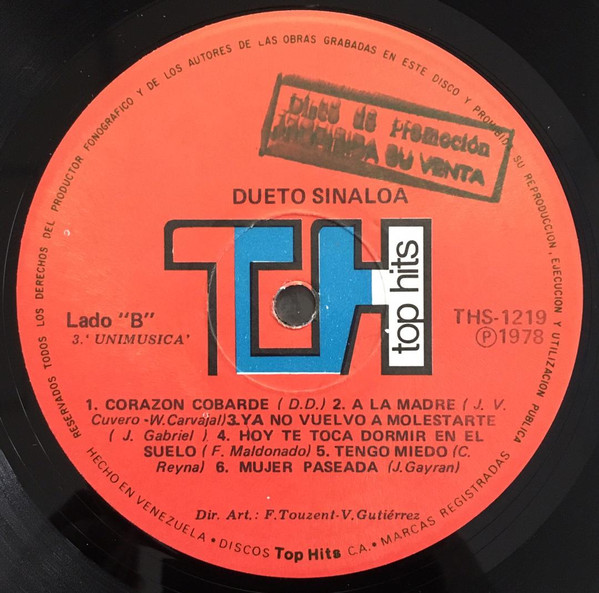 RESERVADOS TODOS LOS DERECHOS DEL PRODUCTOR FONOGRAFICO Y DE LOS AUTORES DE LAS OBRAS GRABADAS EN ESTE DISCO Y PROHIBIDA SU REPRODUCCION, EJECUCION Y UTILIZACION PUBLICA
Disco de Promoción
PROHIBIDA SU VENTA
DUETO SINALOA
TH
top hits
Lado "B"
3.' UNIMUSICA'
THS-1219
Ⓟ1978
1. CORAZON COBARDE ( D.D.) 2. A LA MADRE ( J. V.
Cuvero -W. Carvajal)3.YA NO VUELVO A MOLESTARTE
( J. Gabriel ) 4. HOY TE TOCA DORMIR EN EL
SUELO ( F. Maldonado) 5. TENGO MIEDO (C.
Reyna) 6. MUJER PASEADA (J.Gayran)
Dir. Art.: F.Touzent-V. Gutiérrez
HECHO EN VENEZUELA • DISCOS Top Hits C.A. • MARCAS REGISTRADAS